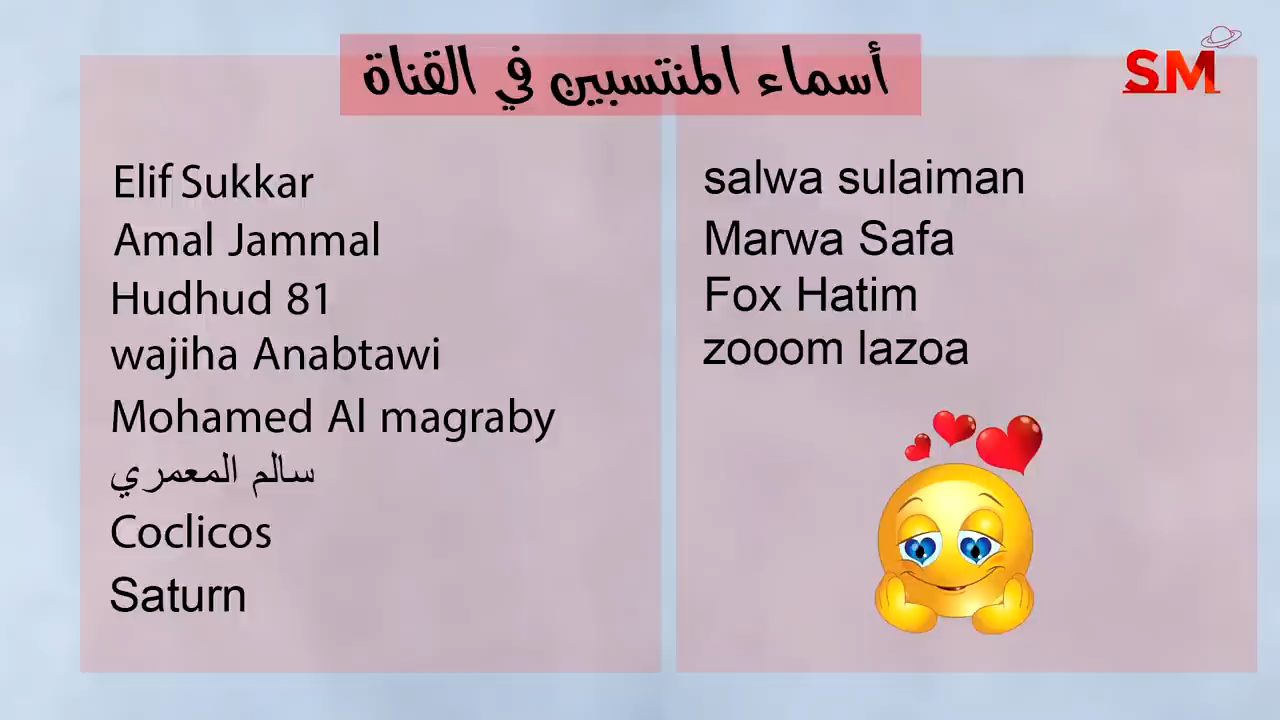 أسماء المنتسبين في القناة
SM
Elif Sukkar
Amal Jammal
Hudhud 81
wajiha Anabtawi
Mohamed Al magraby
سالم المعمري
Coclicos
Saturn
salwa sulaiman
Marwa Safa
Fox Hatim
zooom lazoa